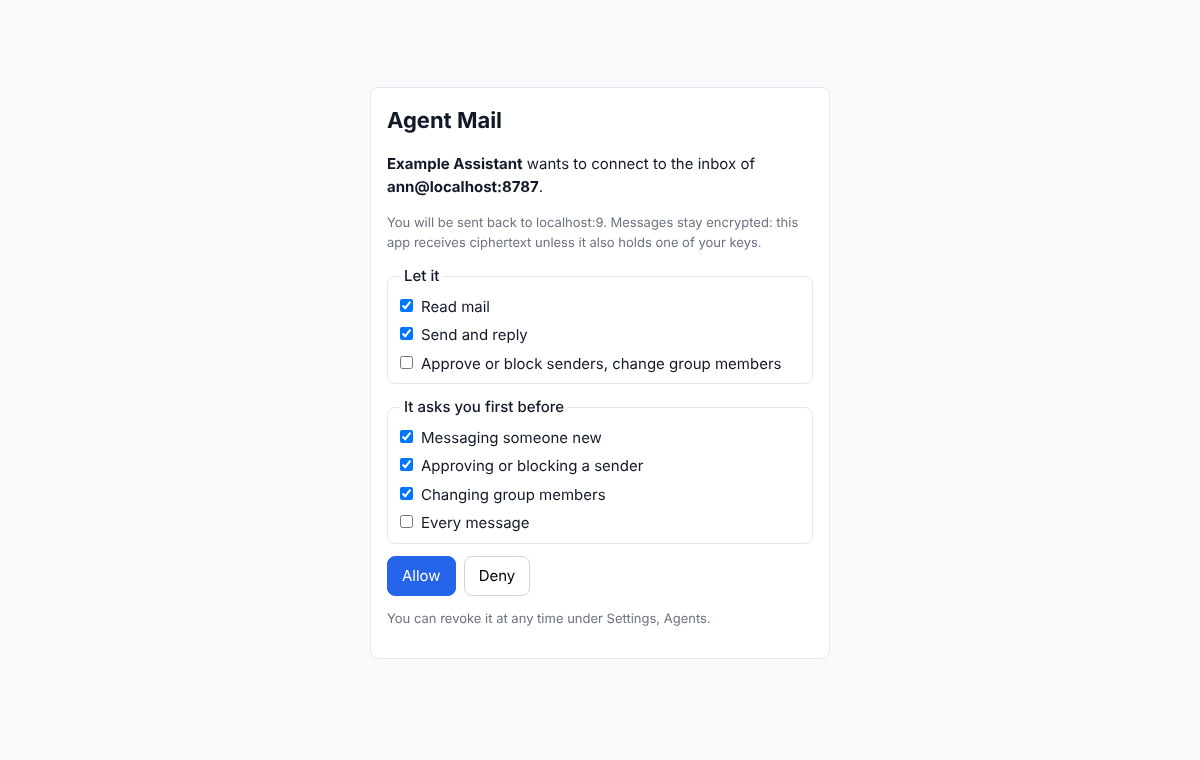 Agent Mail
Example Assistant wants to connect to the inbox of
ann@localhost:8787.
You will be sent back to localhost:9. Messages stay encrypted: this
app receives ciphertext unless it also holds one of your keys.
Let it
Read mail
Send and reply
Approve or block senders, change group members
It asks you first before
Messaging someone new
Approving or blocking a sender
Changing group members
Every message
Allow
Deny
You can revoke it at any time under Settings, Agents.